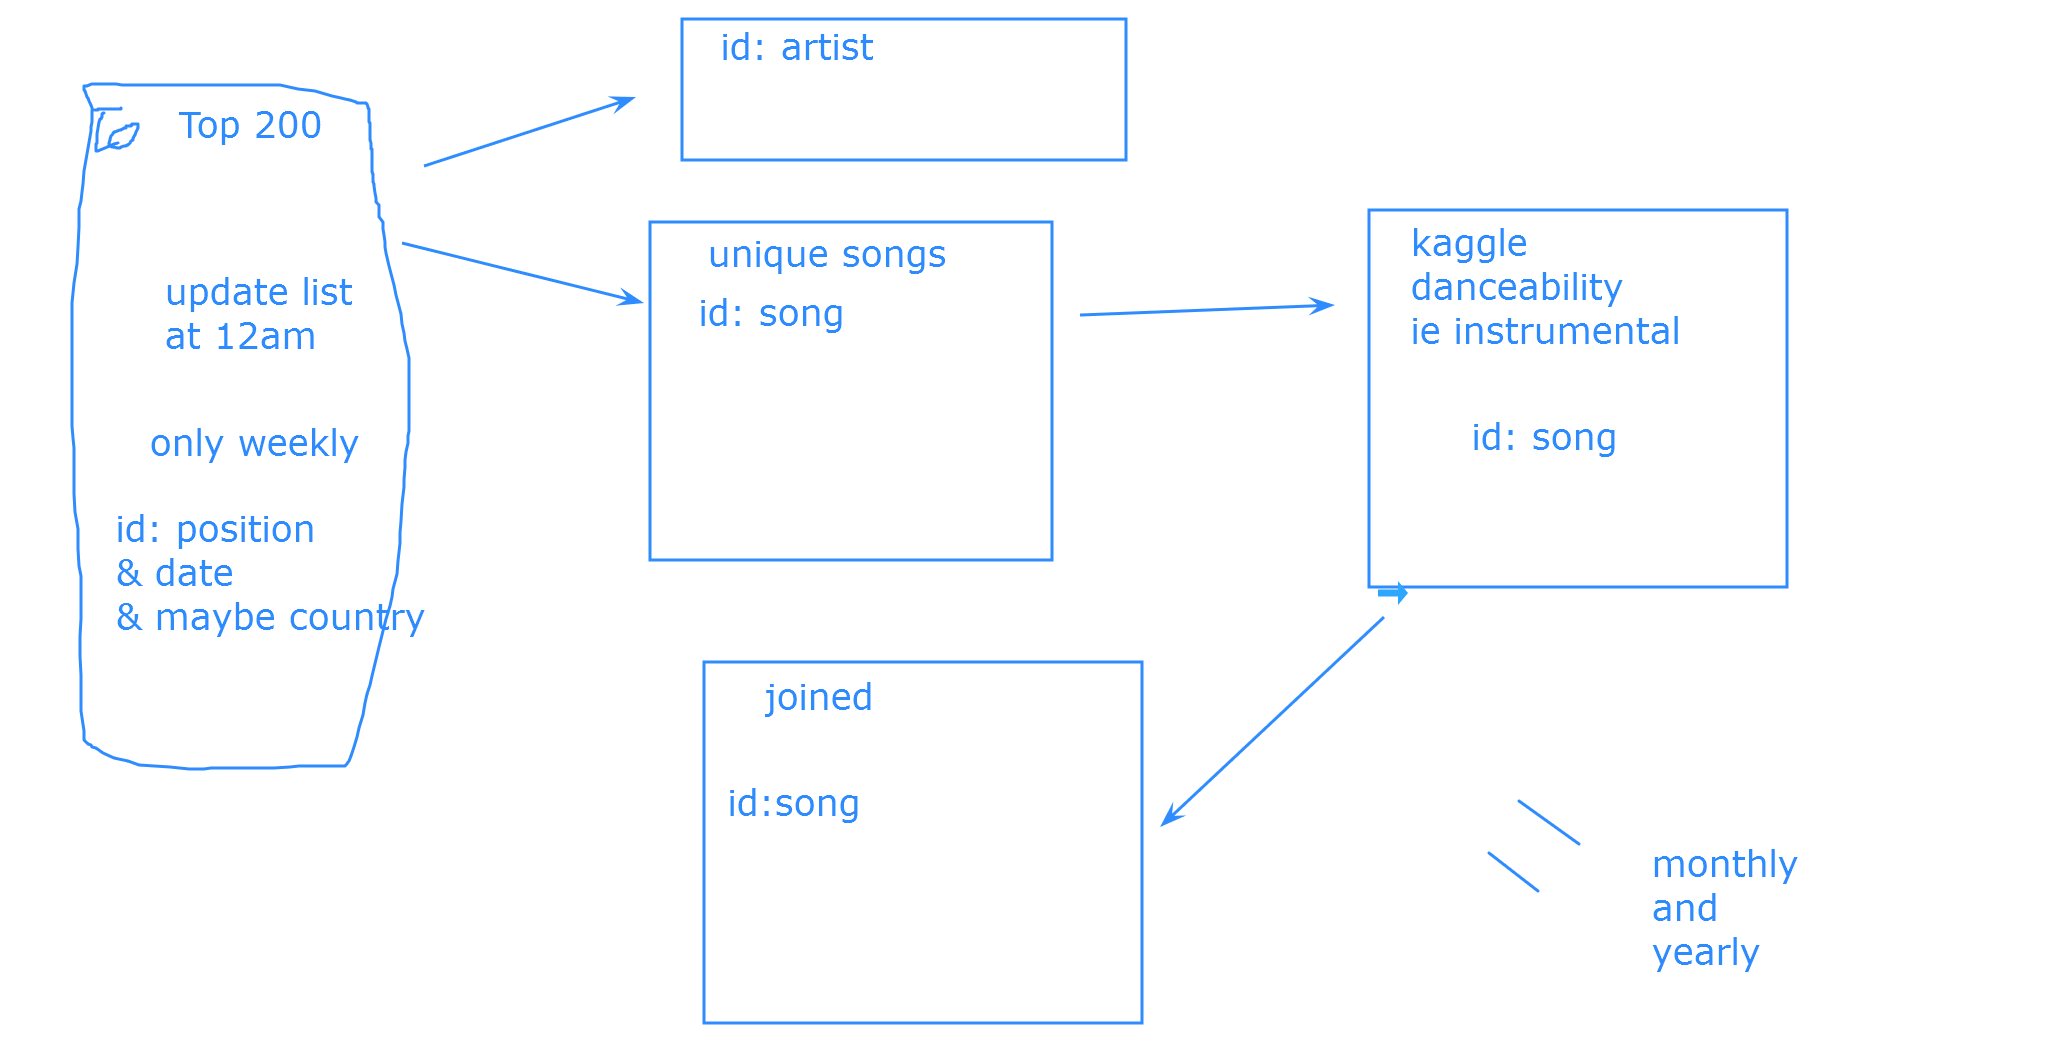 Top 200
update list
at 12am
only weekly
id: position
& date
& maybe country
id: artist
unique songs
id: song
kaggle
danceability
ie instrumental
id: song
joined
id:song
monthly
and
yearly